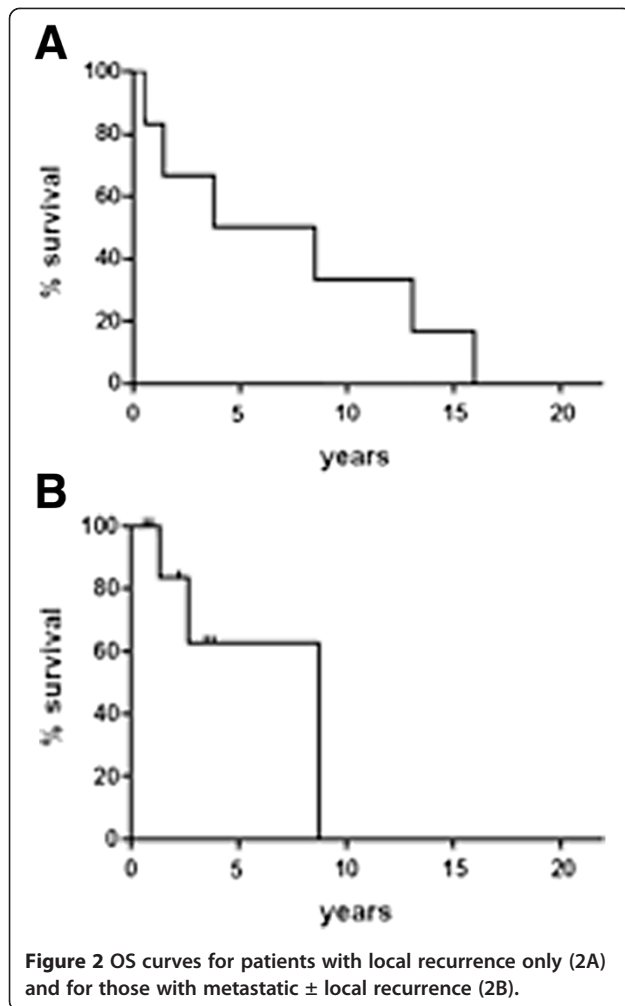 A
100
80
60
40
20
0
% survival
0 5 10 15 20
years
B
100
80
60
40
20
0
% survival
0 5 10 15 20
years
Figure 2 OS curves for patients with local recurrence only (2A)
and for those with metastatic ± local recurrence (2B).